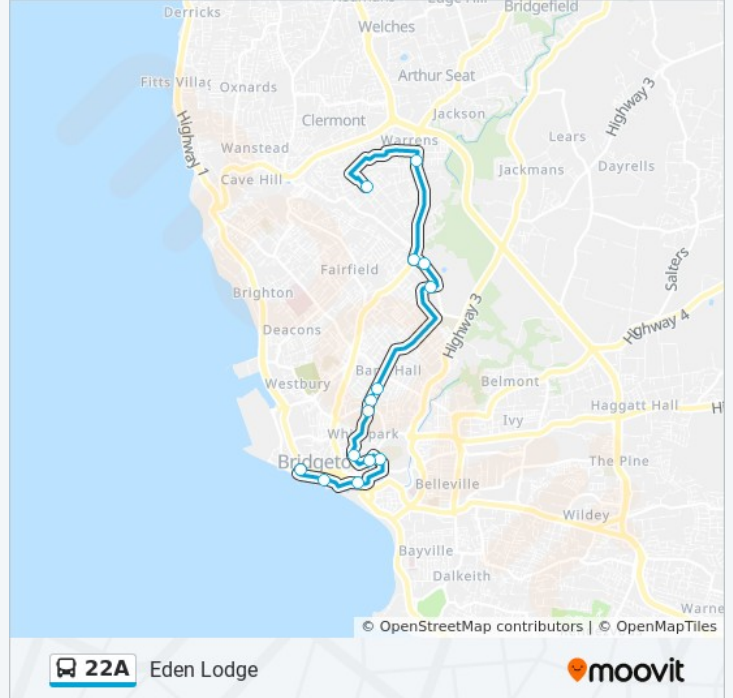 Derricks
Welches
Bridgefield
Arthur Seat
Fitts Villag
Oxnards
Highway 3
Clermont
Jackson
Highway 1
Warrens
Lears
Wanstead
Dayrells
Jackmans
Cave Hill
Salters
Fairfield
Brighton
Highway 3
Highway 4
Deacons
Bank Hall
Westbury
Belmont
Haggatt Hall
Ivy
Bridgeto
The Pine
Belleville
Wildey
Bayville
Dalkeith
Warne
© OpenStreetMap contributors | © OpenMapTiles
22A Eden Lodge
moovit